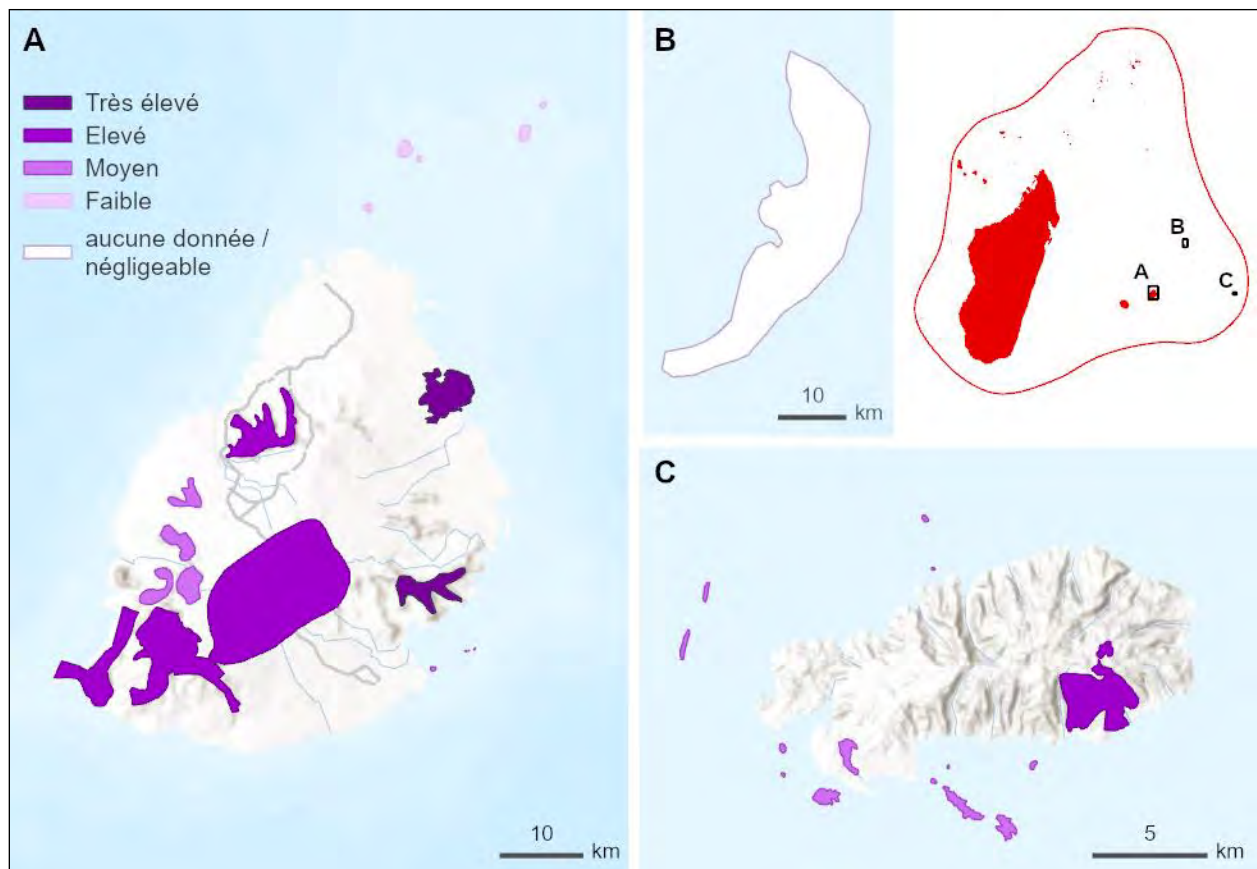 A
Très élevé
Elevé
Moyen
Faible
aucune donnée /
négligeable
10
km
B
10
km
A
B
C
C
5
km